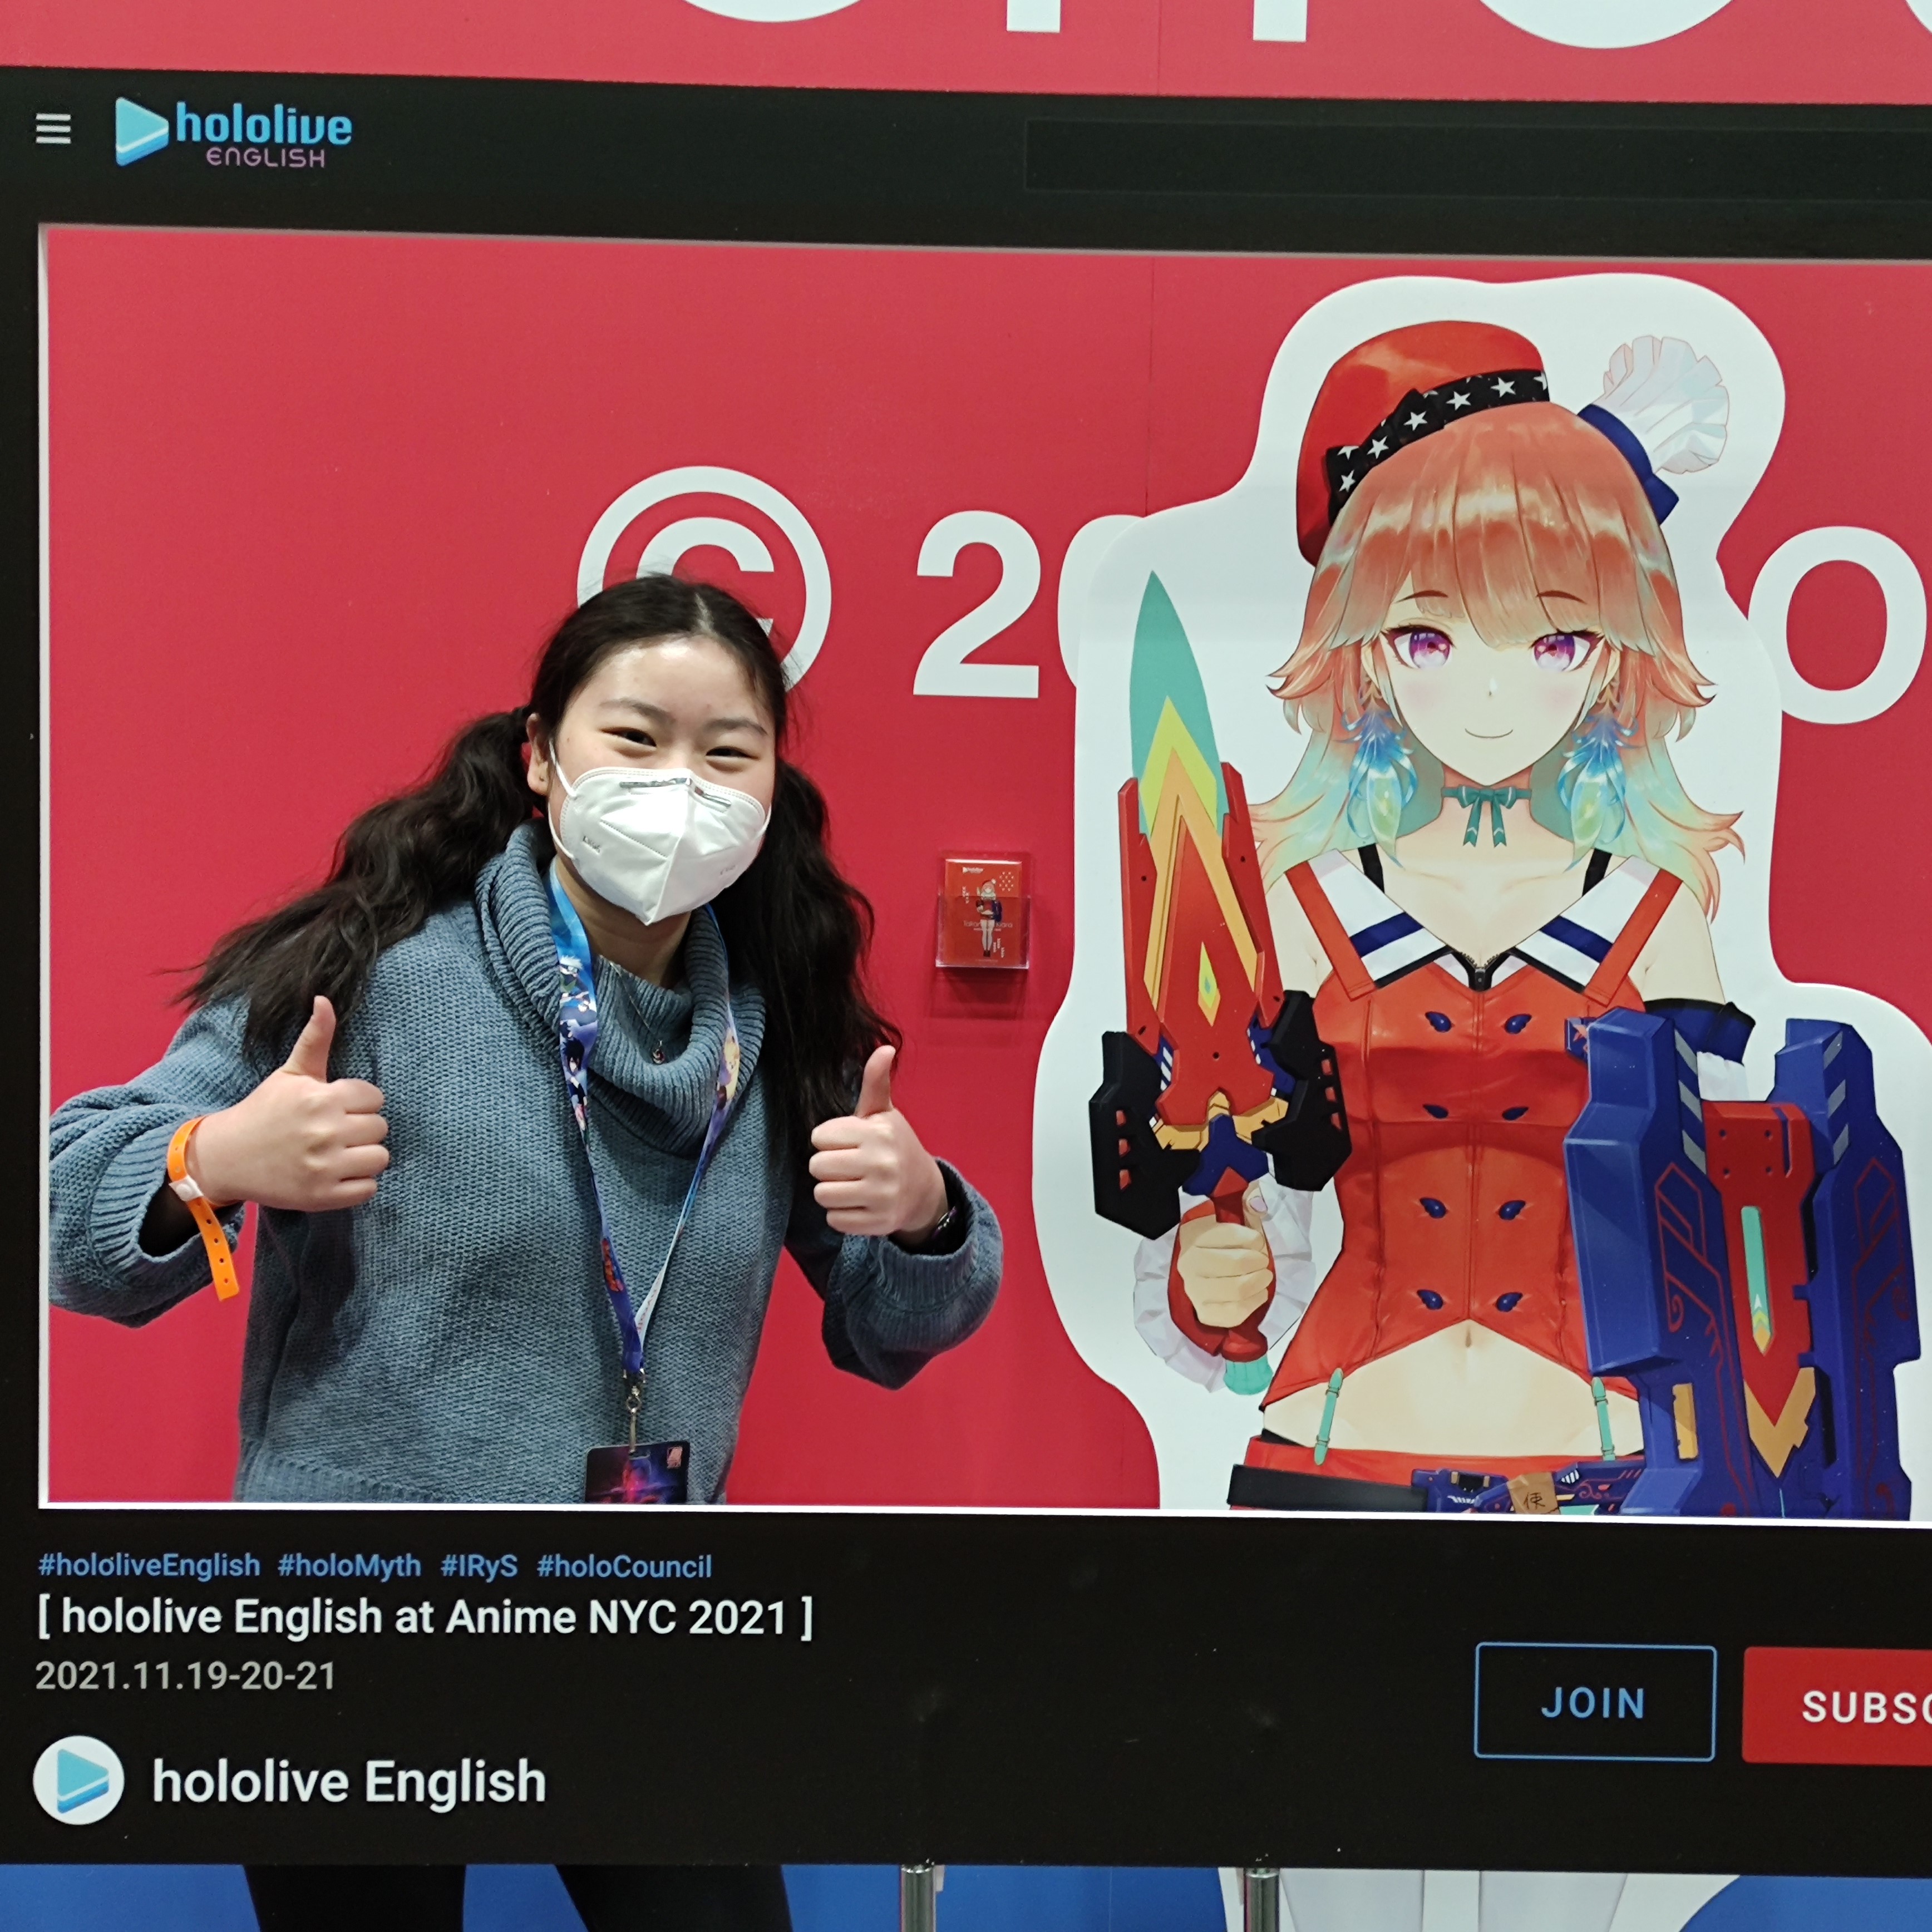 hololive
ENGLISH
© 2
O
#hololiveEnglish #holoMyth #IRyS #holoCouncil
[ hololive English at Anime NYC 2021 ]
2021.11.19-20-21
JOIN
SUBSC
hololive English